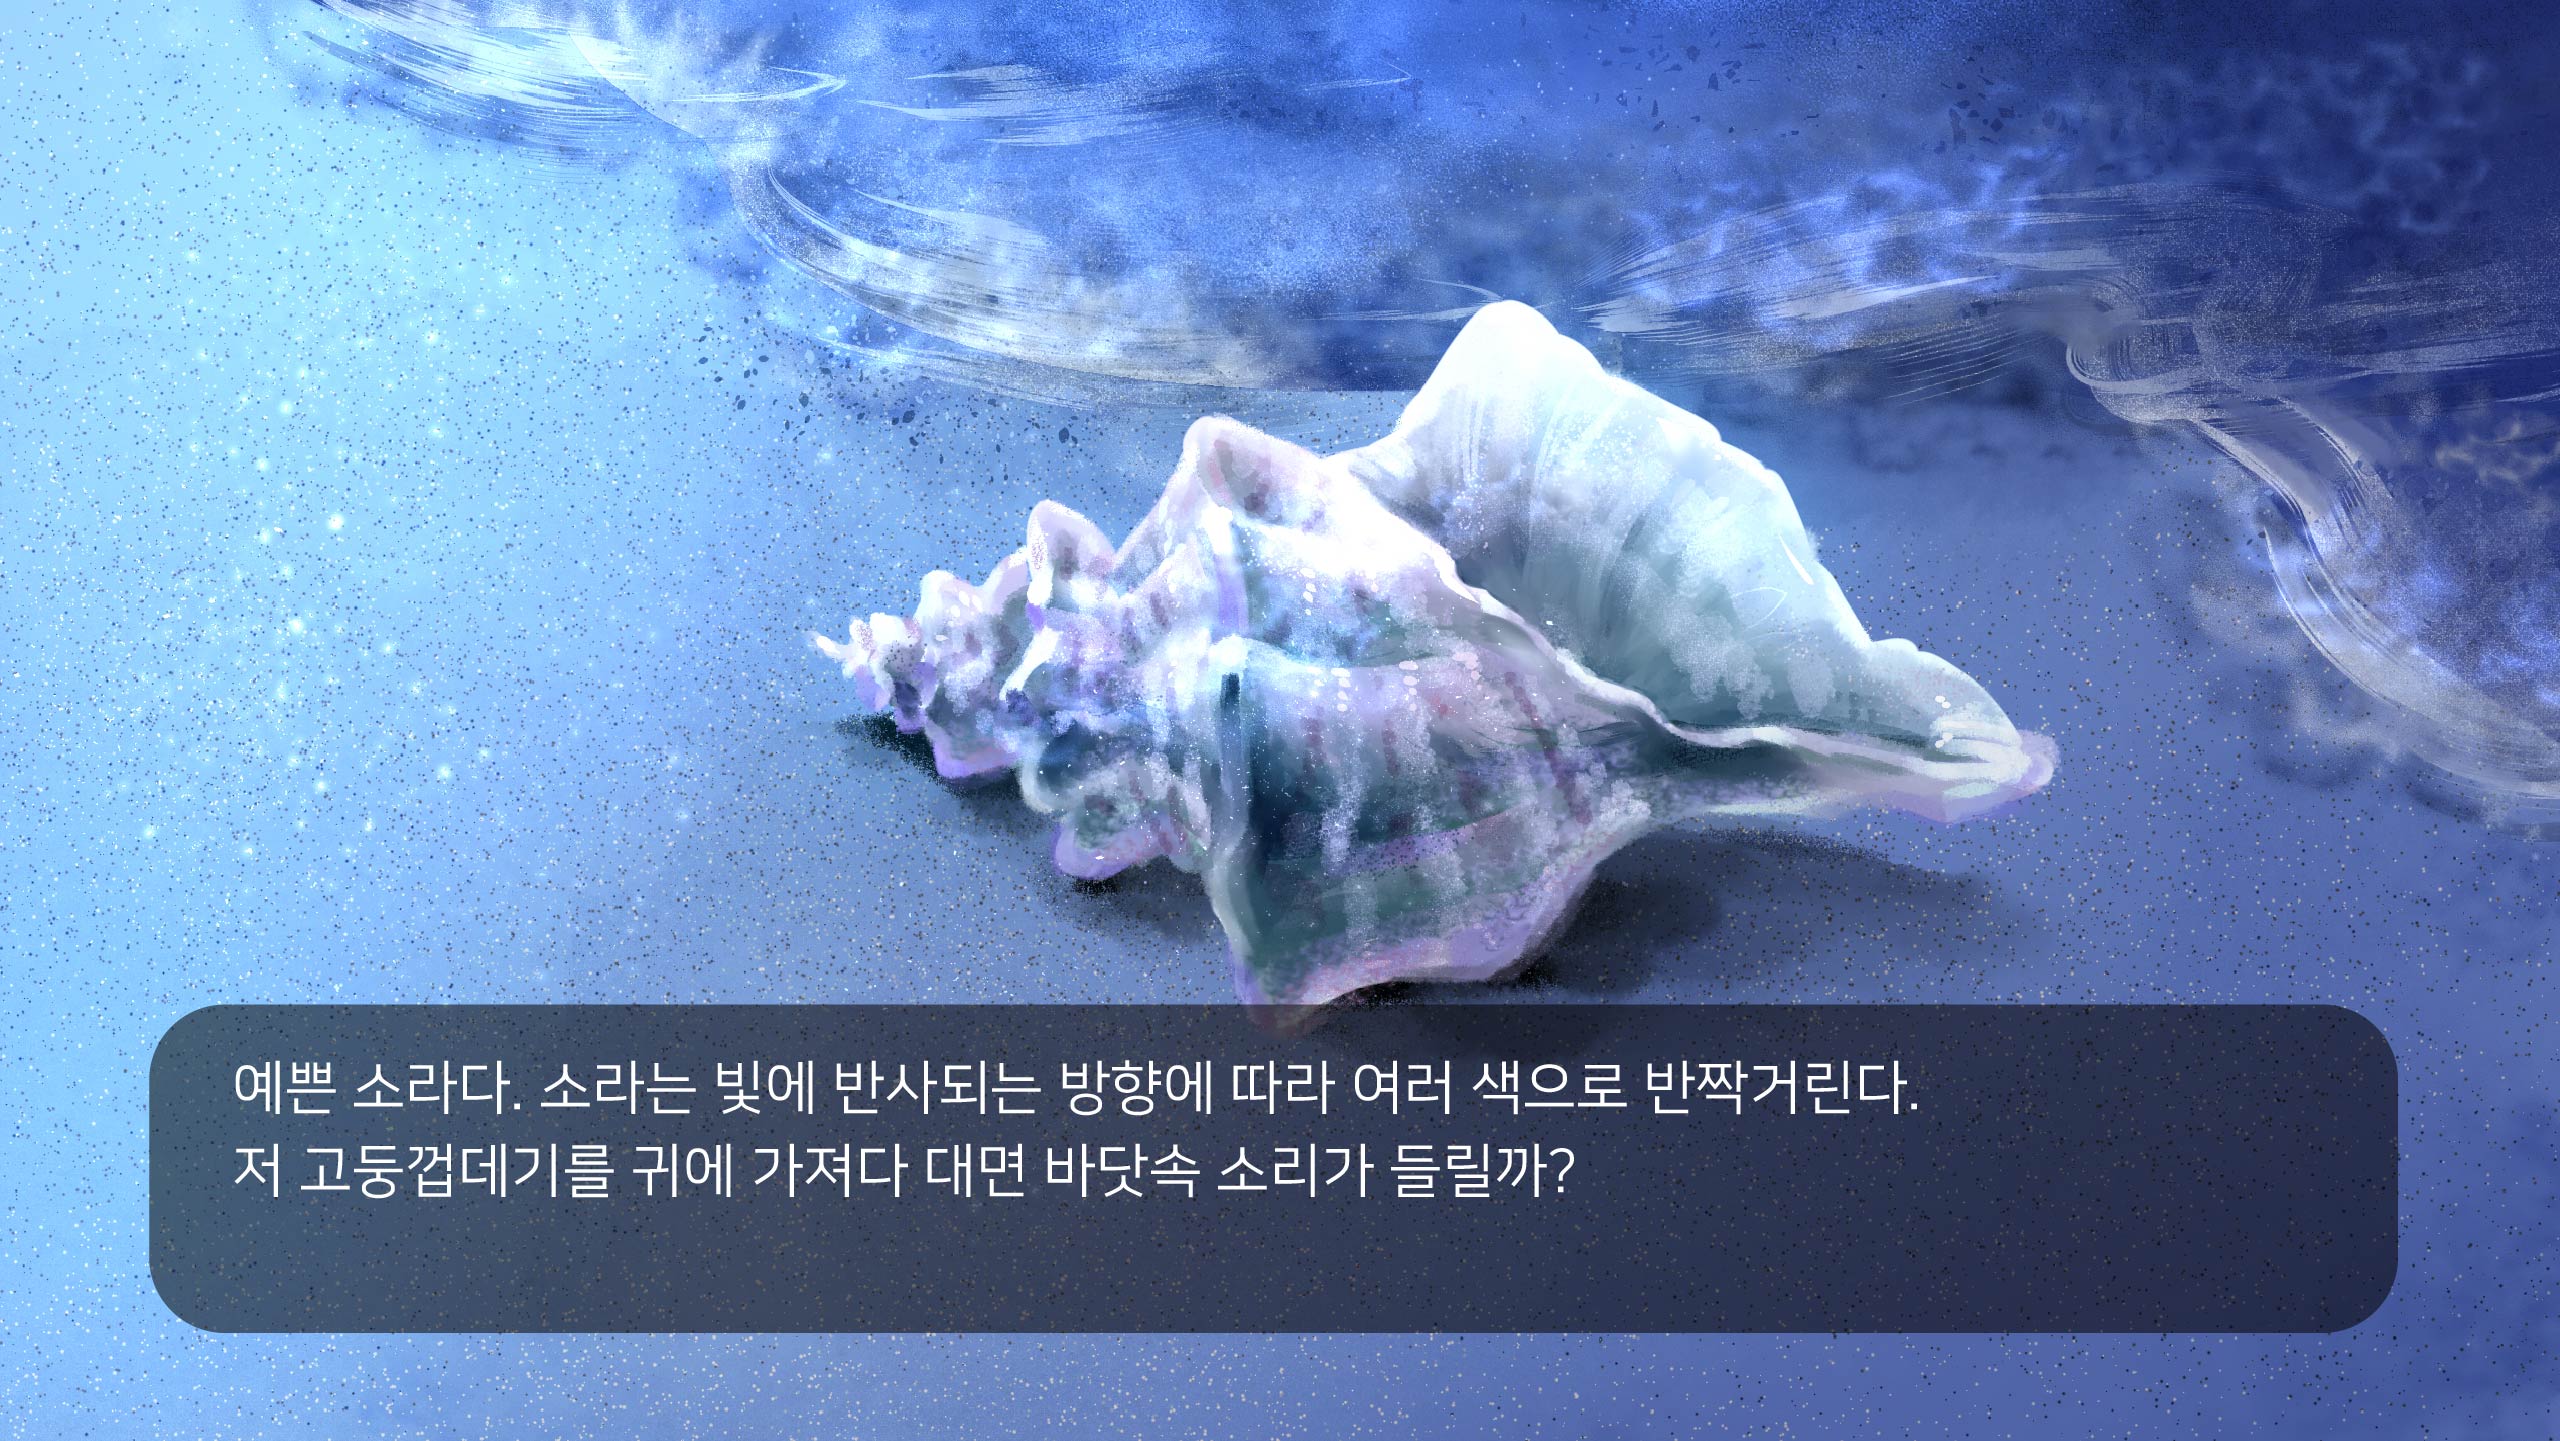 예쁜 소라다. 소라는 빛에 반사되는 방향에 따라 여러 색으로 반짝거린다.
저 고둥껍데기를 귀에 가져다 대면 바닷속 소리가 들릴까?